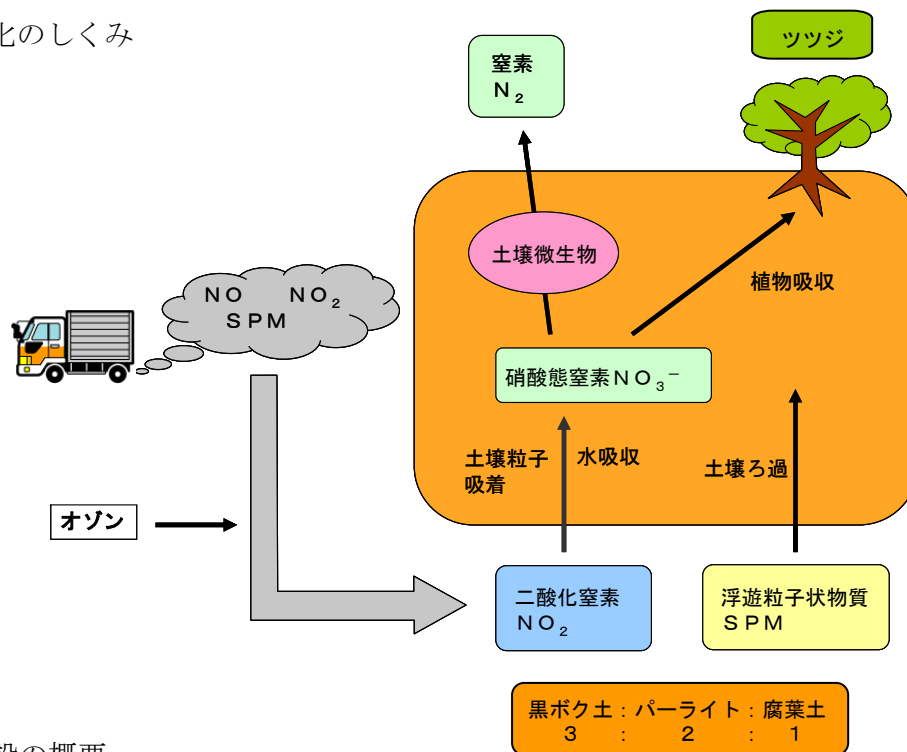 化のしくみ
ツツジ
窒素
N₂
土壌微生物
植物吸収
NO NO₂
SPM
硝酸態窒素NO₃⁻
土壌粒子
吸着
水吸収
土壌ろ過
オゾン
二酸化窒素
NO₂
浮遊粒子状物質
SPM
黒ボク土:パーライト:腐葉土
3 : 2 : 1